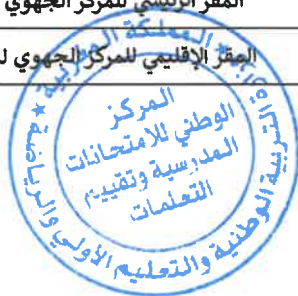 المقر الرئيسي للمركز الجهوي
المقر الإقليمي للمركز الجهوي لـ
المملكة المغربية
المركز
الوطني للامتحانات
المدرسية وتقييم
التعلمات
التربية الوطنية والتعليم الأولي والرياضة